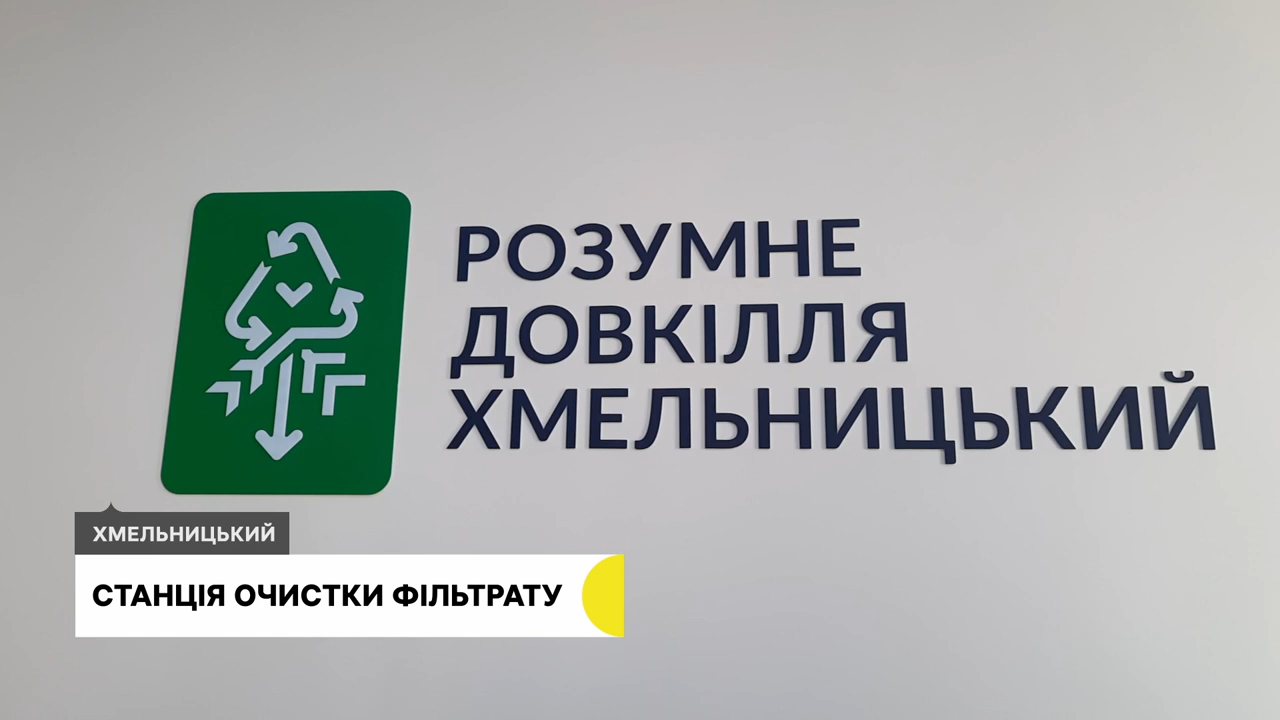 РОЗУМНЕ
ДОВКІЛЛЯ
ХМЕЛЬНИЦЬКИЙ
ХМЕЛЬНИЦЬКИЙ
СТАНЦІЯ ОЧИСТКИ ФІЛЬТРАТУ